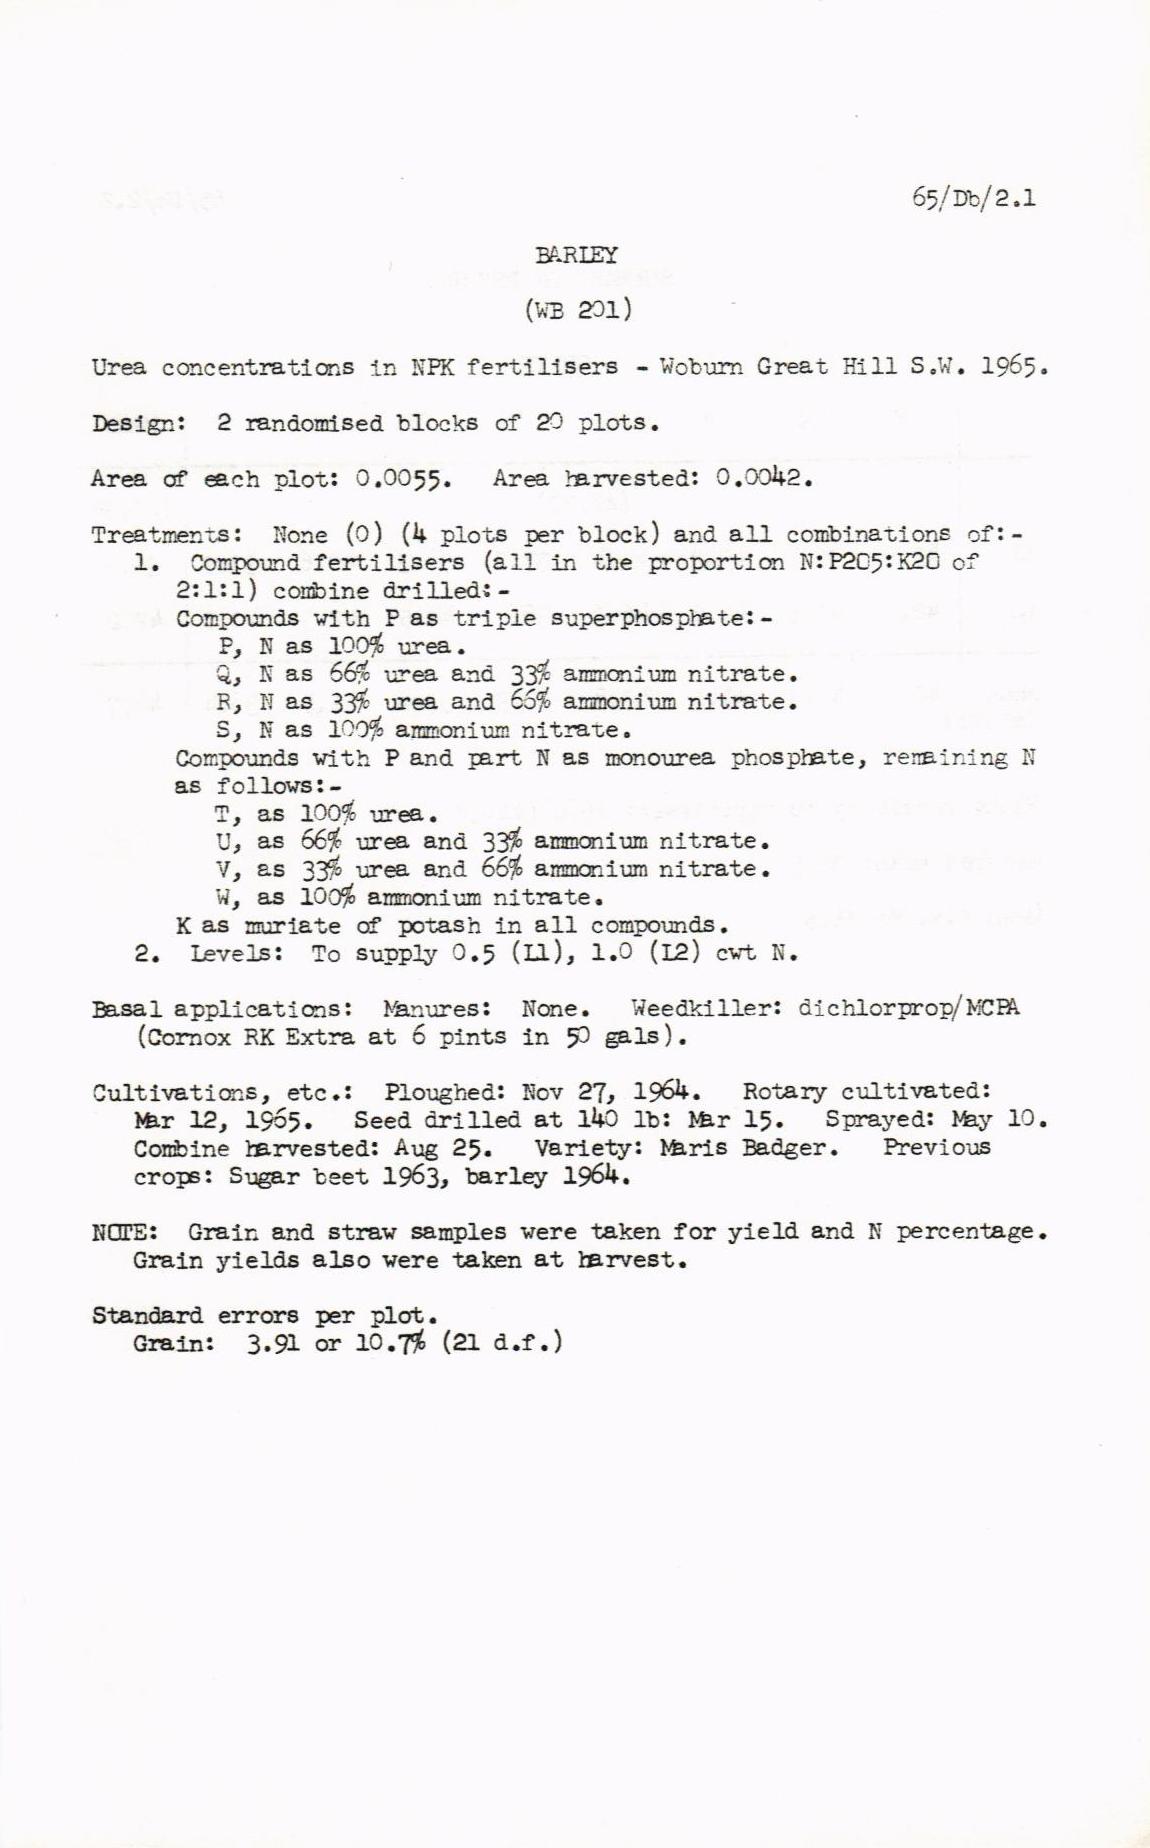 65/Db/2.1
BARLEY
(WB 201)
Urea concentrations in NPK fertilisers - Woburn Great Hill S.W. 1965.
Design: 2 randomised blocks of 20 plots.
Area of each plot: 0.0055. Area harvested: 0.0042.
Treatments: None (0) (4 plots per block) and all combinations of:-
1. Compound fertilisers (all in the proportion N:P2O5:K2O of
2:1:1) combine drilled:-
Compounds with P as triple superphosphate:-
P, N as 100% urea.
Q, N as 66% urea and 33% ammonium nitrate.
R, N as 33% urea and 66% ammonium nitrate.
S, N as 100% ammonium nitrate.
Compounds with P and part N as monourea phosphate, remaining N
as follows:-
T, as 100% urea.
U, as 66% urea and 33% ammonium nitrate.
V, as 33% urea and 66% ammonium nitrate.
W, as 100% ammonium nitrate.
K as muriate of potash in all compounds.
2. Levels: To supply 0.5 (L1), 1.0 (L2) cwt N.
Basal applications: Manures: None. Weedkiller: dichlorprop/MCPA
(Cornox RK Extra at 6 pints in 50 gals).
Cultivations, etc.: Ploughed: Nov 27, 1964. Rotary cultivated:
Mar 12, 1965. Seed drilled at 140 lb: Mar 15. Sprayed: May 10.
Combine harvested: Aug 25. Variety: Maris Badger. Previous
crops: Sugar beet 1963, barley 1964.
NOTE: Grain and straw samples were taken for yield and N percentage.
Grain yields also were taken at harvest.
Standard errors per plot.
Grain: 3.91 or 10.7% (21 d.f.)